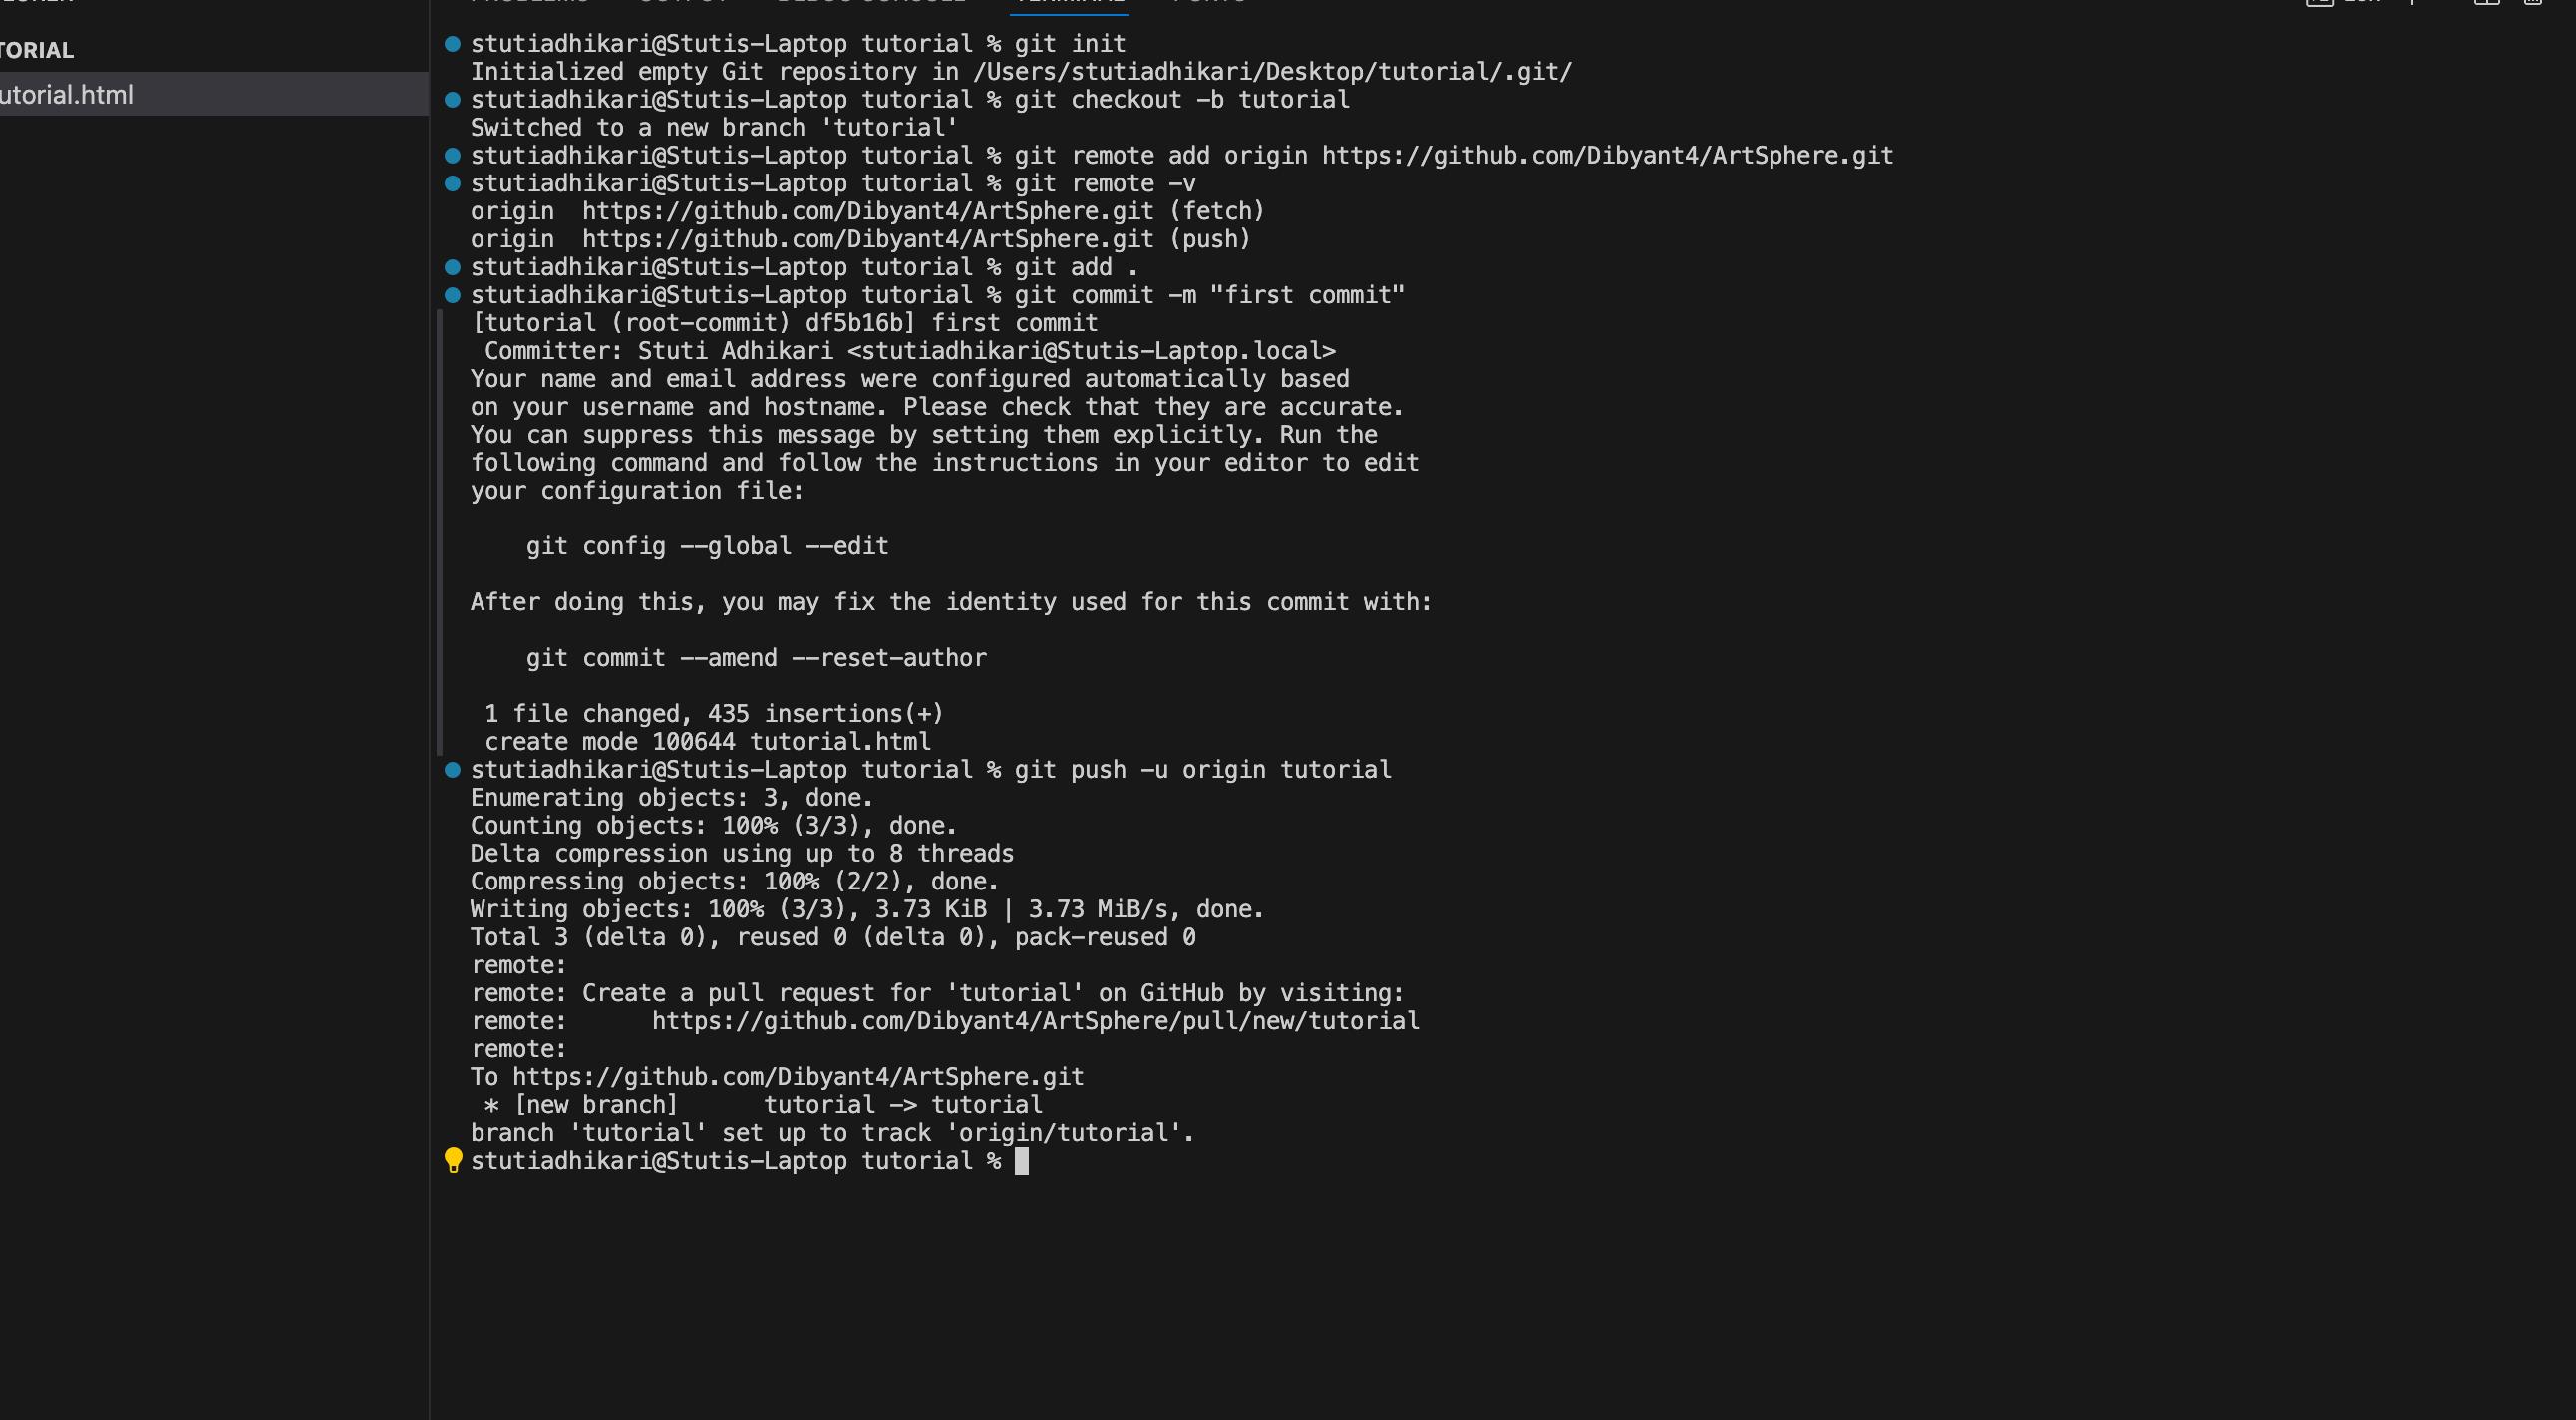 TORIAL
utorial.html
stutiadhikari@Stutis-Laptop tutorial % git init
Initialized empty Git repository in /Users/stutiadhikari/Desktop/tutorial/.git/
stutiadhikari@Stutis-Laptop tutorial % git checkout -b tutorial
Switched to a new branch 'tutorial'
stutiadhikari@Stutis-Laptop tutorial % git remote add origin https://github.com/Dibyant4/ArtSphere.git
stutiadhikari@Stutis-Laptop tutorial % git remote -v
origin  https://github.com/Dibyant4/ArtSphere.git (fetch)
origin  https://github.com/Dibyant4/ArtSphere.git (push)
stutiadhikari@Stutis-Laptop tutorial % git add .
stutiadhikari@Stutis-Laptop tutorial % git commit -m "first commit"
[tutorial (root-commit) df5b16b] first commit
 Committer: Stuti Adhikari <stutiadhikari@Stutis-Laptop.local>
Your name and email address were configured automatically based
on your username and hostname. Please check that they are accurate.
You can suppress this message by setting them explicitly. Run the
following command and follow the instructions in your editor to edit
your configuration file:
    git config --global --edit
After doing this, you may fix the identity used for this commit with:
    git commit --amend --reset-author
 1 file changed, 435 insertions(+)
 create mode 100644 tutorial.html
stutiadhikari@Stutis-Laptop tutorial % git push -u origin tutorial
Enumerating objects: 3, done.
Counting objects: 100% (3/3), done.
Delta compression using up to 8 threads
Compressing objects: 100% (2/2), done.
Writing objects: 100% (3/3), 3.73 KiB | 3.73 MiB/s, done.
Total 3 (delta 0), reused 0 (delta 0), pack-reused 0
remote:
remote: Create a pull request for 'tutorial' on GitHub by visiting:
remote:      https://github.com/Dibyant4/ArtSphere/pull/new/tutorial
remote:
To https://github.com/Dibyant4/ArtSphere.git
 * [new branch]      tutorial -> tutorial
branch 'tutorial' set up to track 'origin/tutorial'.
stutiadhikari@Stutis-Laptop tutorial %